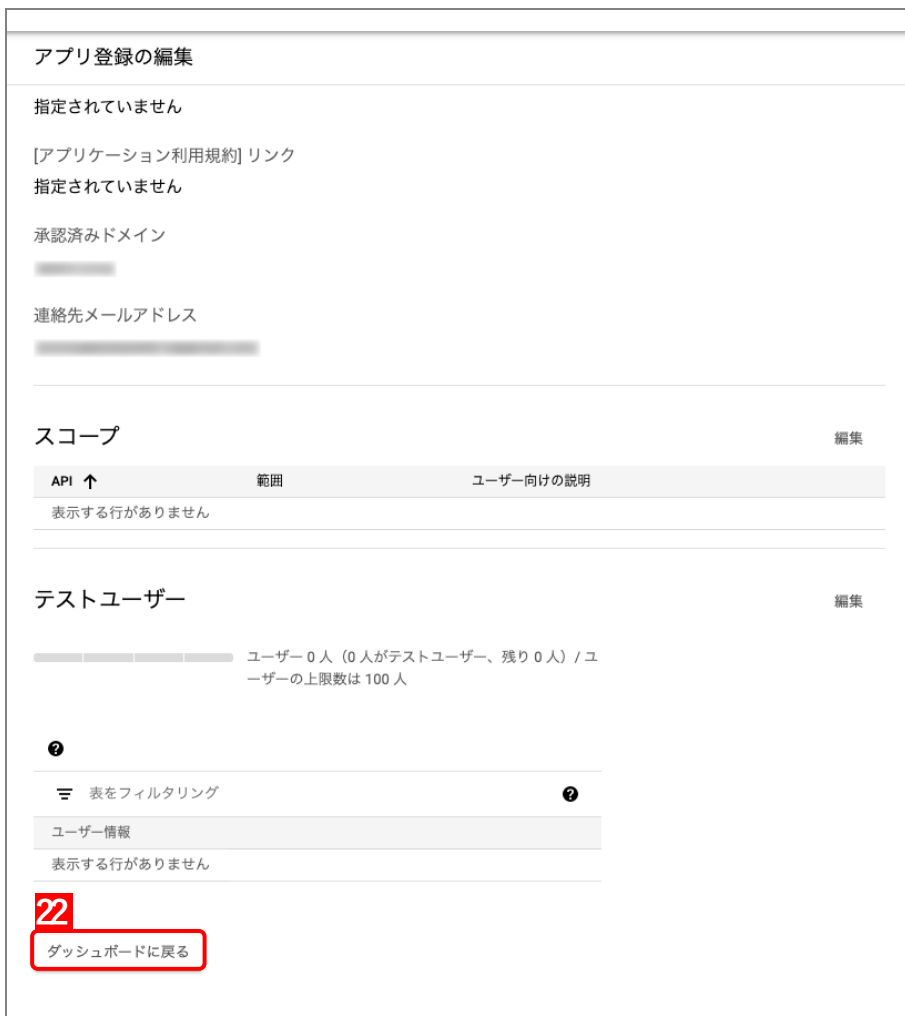 アプリ登録の編集
指定されていません
[アプリケーション利用規約] リンク
指定されていません
承認済みドメイン
連絡先メールアドレス
スコープ
編集
API ↑ 範囲 ユーザー向けの説明
表示する行がありません
テストユーザー
編集
ユーザー 0 人（0 人がテストユーザー、残り 0 人）/ ユ
ーザーの上限数は 100 人
表をフィルタリング
ユーザー情報
表示する行がありません
22
ダッシュボードに戻る